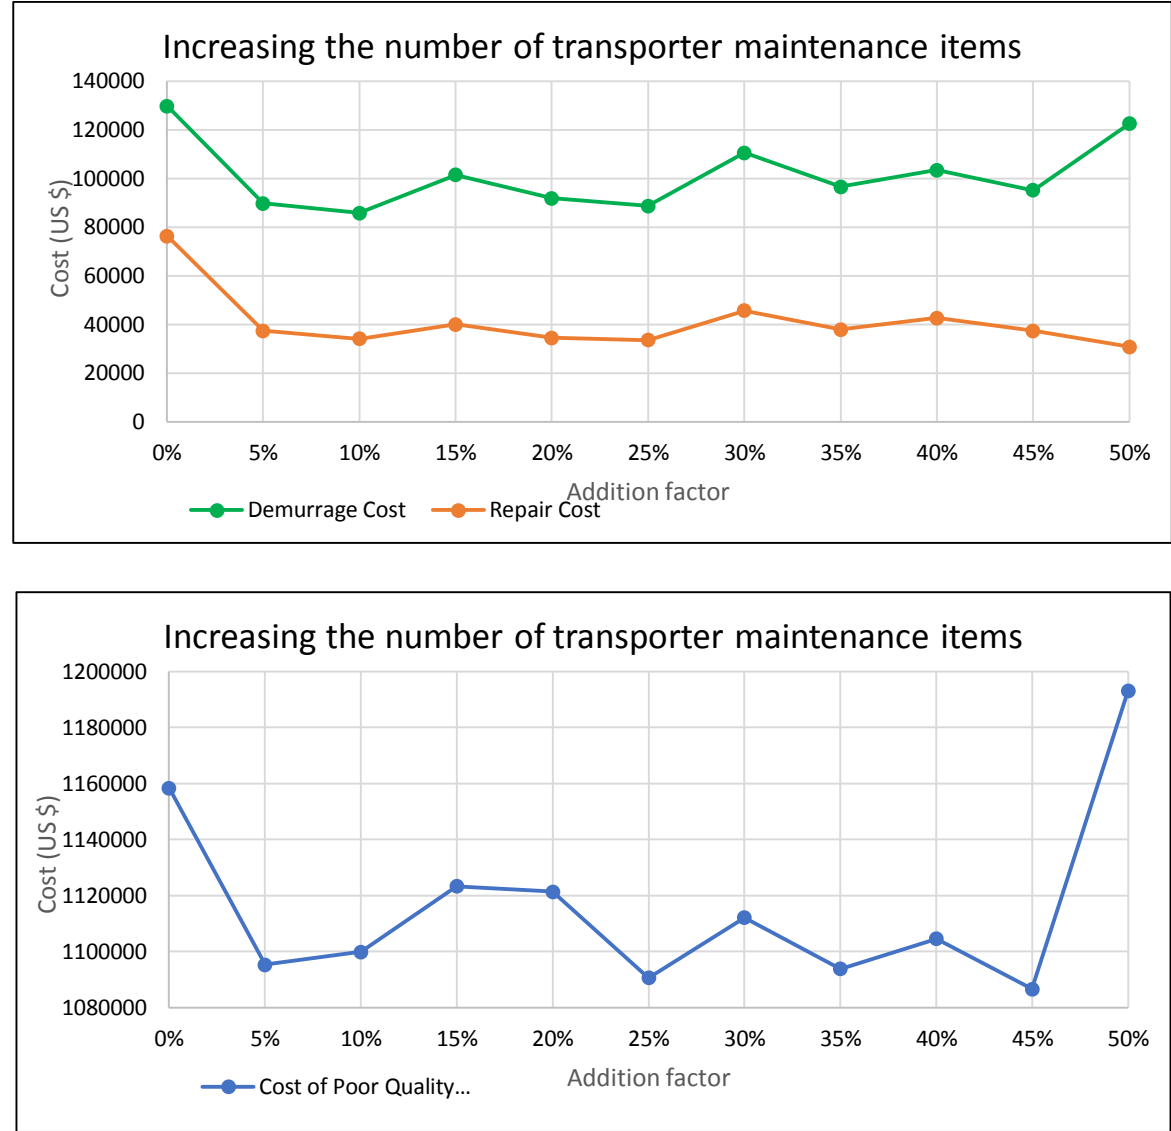 Increasing the number of transporter maintenance items
140000
120000
100000
80000
60000
40000
20000
0
Cost (US $)
0% 5% 10% 15% 20% 25% 30% 35% 40% 45% 50%
Addition factor
Demurrage Cost Repair Cost
Increasing the number of transporter maintenance items
1200000
1180000
1160000
1140000
1120000
1100000
1080000
Cost (US $)
0% 5% 10% 15% 20% 25% 30% 35% 40% 45% 50%
Addition factor
Cost of Poor Quality...